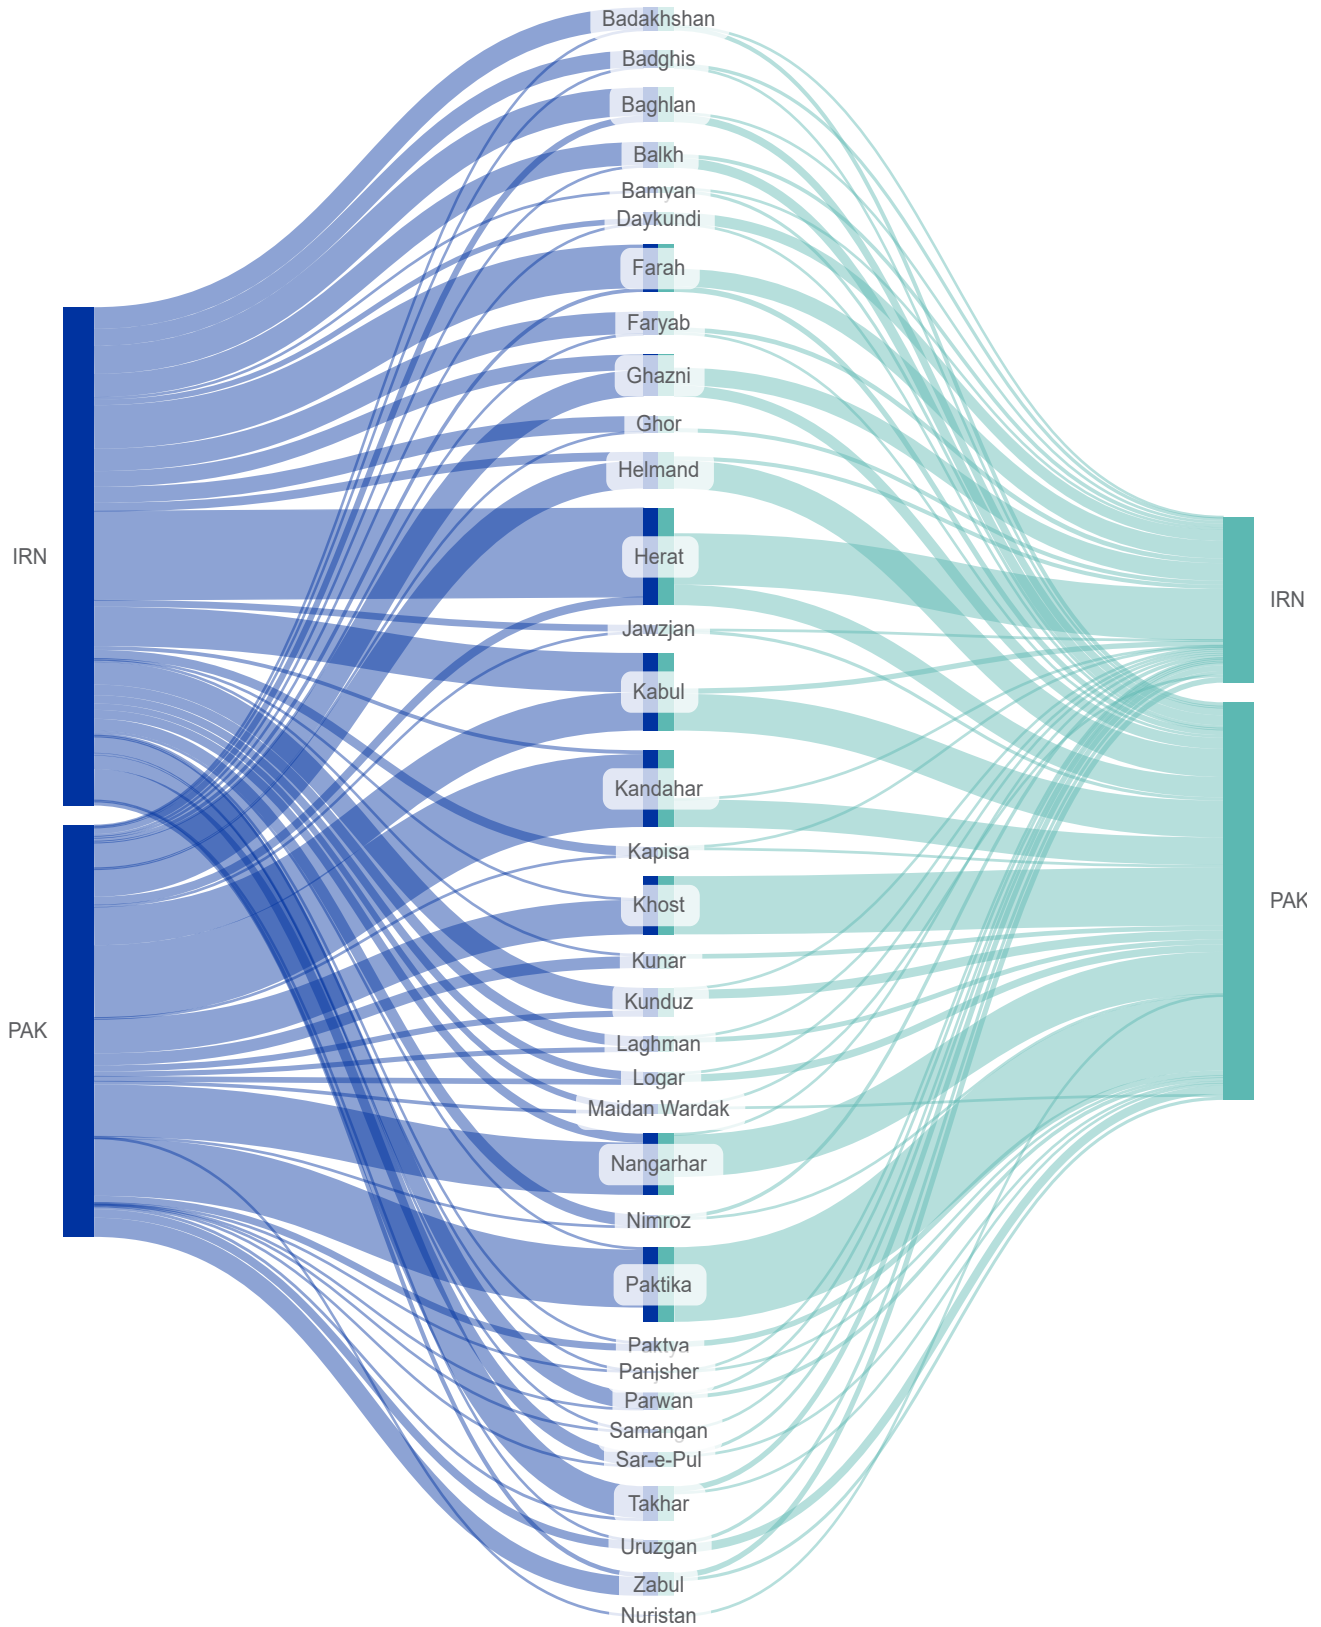 Badakhshan
Badghis
Baghlan
Balkh
Bamyan
Daykundi
Farah
Faryab
Ghazni
Ghor
Helmand
IRN
Herat
IRN
Jawzjan
Kabul
Kandahar
Kapisa
Khost
PAK
Kunar
Kunduz
PAK
Laghman
Logar
Maidan Wardak
Nangarhar
Nimroz
Paktika
Paktya
Panjsher
Parwan
Samangan
Sar-e-Pul
Takhar
Uruzgan
Zabul
Nuristan